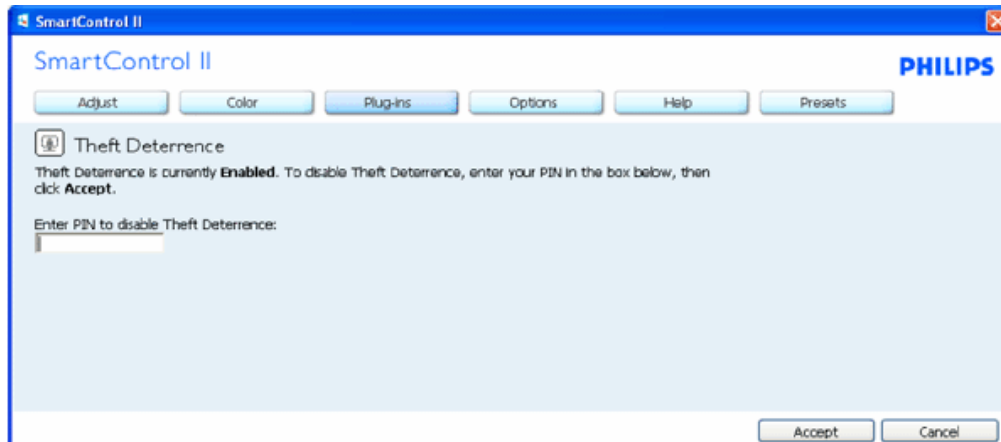 SmartControl II
SmartControl II
PHILIPS
Adjust Color Plug-ins Options Help Presets
Theft Deterrence
Theft Deterrence is currently Enabled. To disable Theft Deterrence, enter your PIN in the box below, then
click Accept.
Enter PIN to disable Theft Deterrence:
Accept Cancel